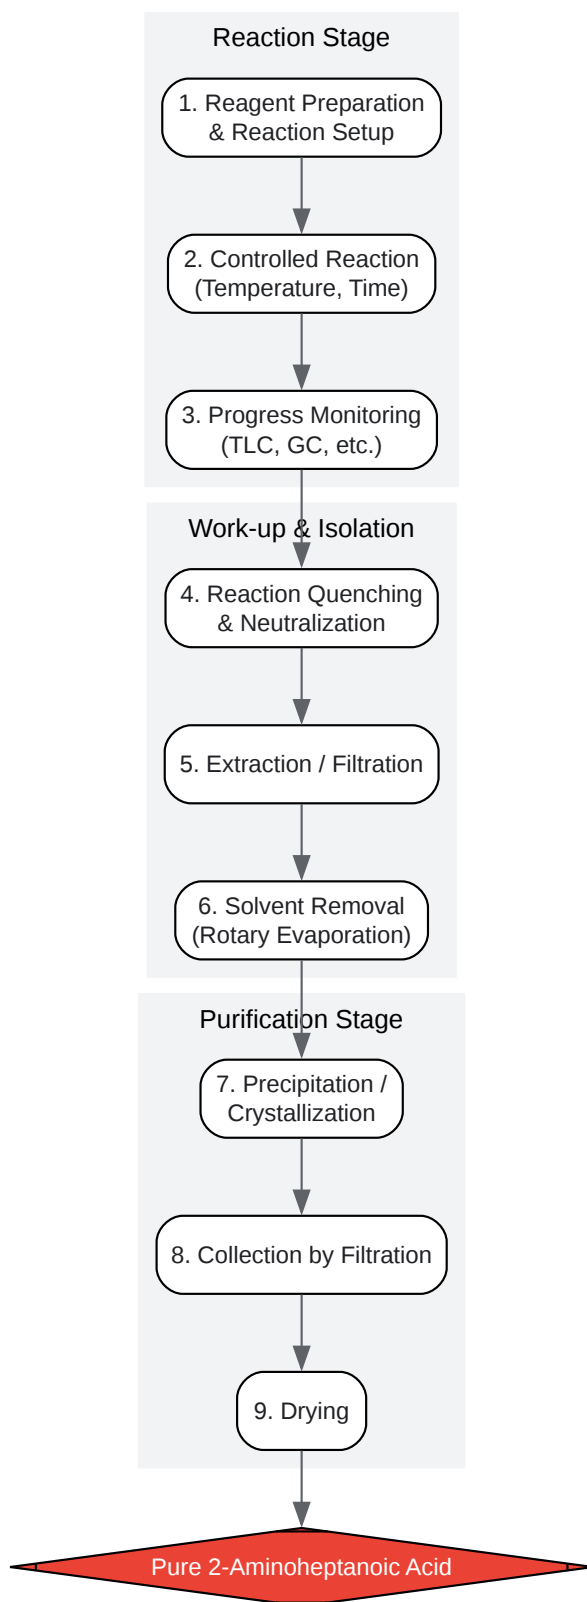 Reaction Stage
1. Reagent Preparation
& Reaction Setup
2. Controlled Reaction
(Temperature, Time)
3. Progress Monitoring
(TLC, GC, etc.)
Work-up & Isolation
4. Reaction Quenching
& Neutralization
5. Extraction / Filtration
6. Solvent Removal
(Rotary Evaporation)
Purification Stage
7. Precipitation /
Crystallization
8. Collection by Filtration
9. Drying
Pure 2-Aminoheptanoic Acid